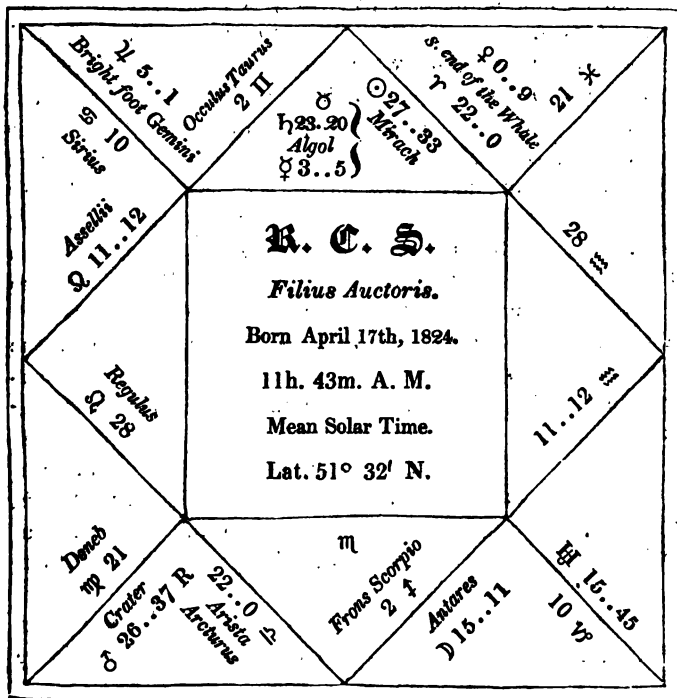 ♃ 5..1
Bright foot Gemini.
Occulus Taurus
2 ♊
♉
♄ 23..20
Algol
☿ 3..5
☉ 27..33
Mirach
♀ 0..9
S. end of the Whale
♈ 22..0
21 ♓
♋ 10
Sirius
Assellii
♌ 11..12
28 ♒
R. C. S.
Filius Auctoris.
Born April 17th, 1824.
11h. 43m. A. M.
Mean Solar Time.
Lat. 51° 32′ N.
Regulus
♌ 28
11..12 ♒
Deneb
♍ 21
Crater
♂ 26..37 R
22..0 ♎
Arista
Arcturus
♏
Frons Scorpio
2 ♐
Antares
☽ 15..11
♅ 15..45
10 ♑